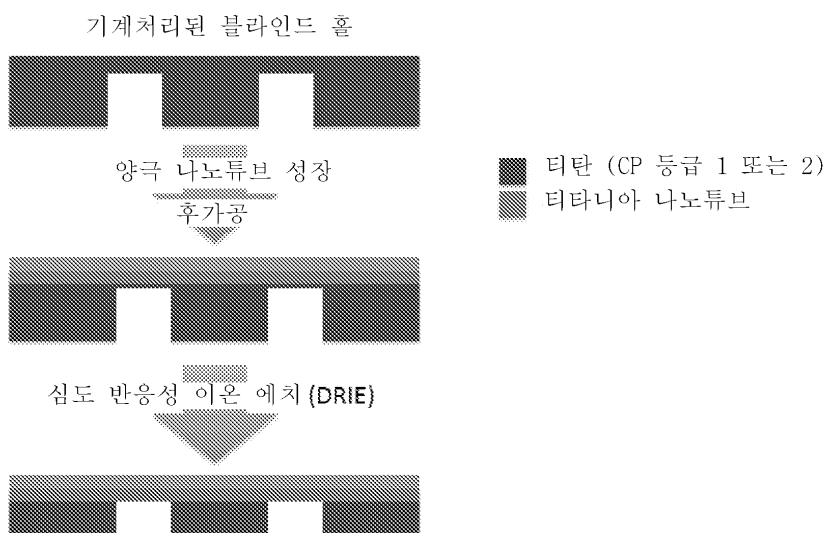 기계처리된 블라인드 홀
양극 나노튜브 성장
후가공
티탄 (CP 등급 1 또는 2)
티타니아 나노튜브
심도 반응성 이온 에치(DRIE)